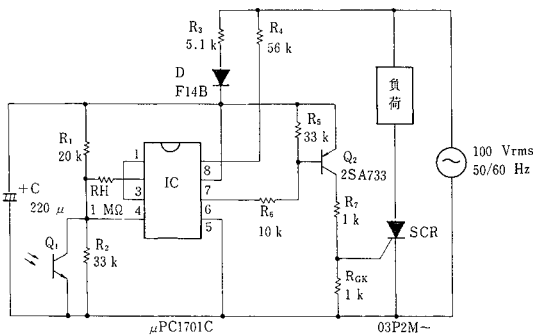 R3
5.1 k
R4
56 k
D
F14B
負荷
R1
20 k
R5
33 k
1
8
Q2
2SA733
100 Vrms
50/60 Hz
RH
IC
+C
220 μ
3
7
R7
1 k
1 MΩ
4
6
R6
10 k
5
SCR
Q1
R2
33 k
RGK
1 k
μPC1701C
03P2M~